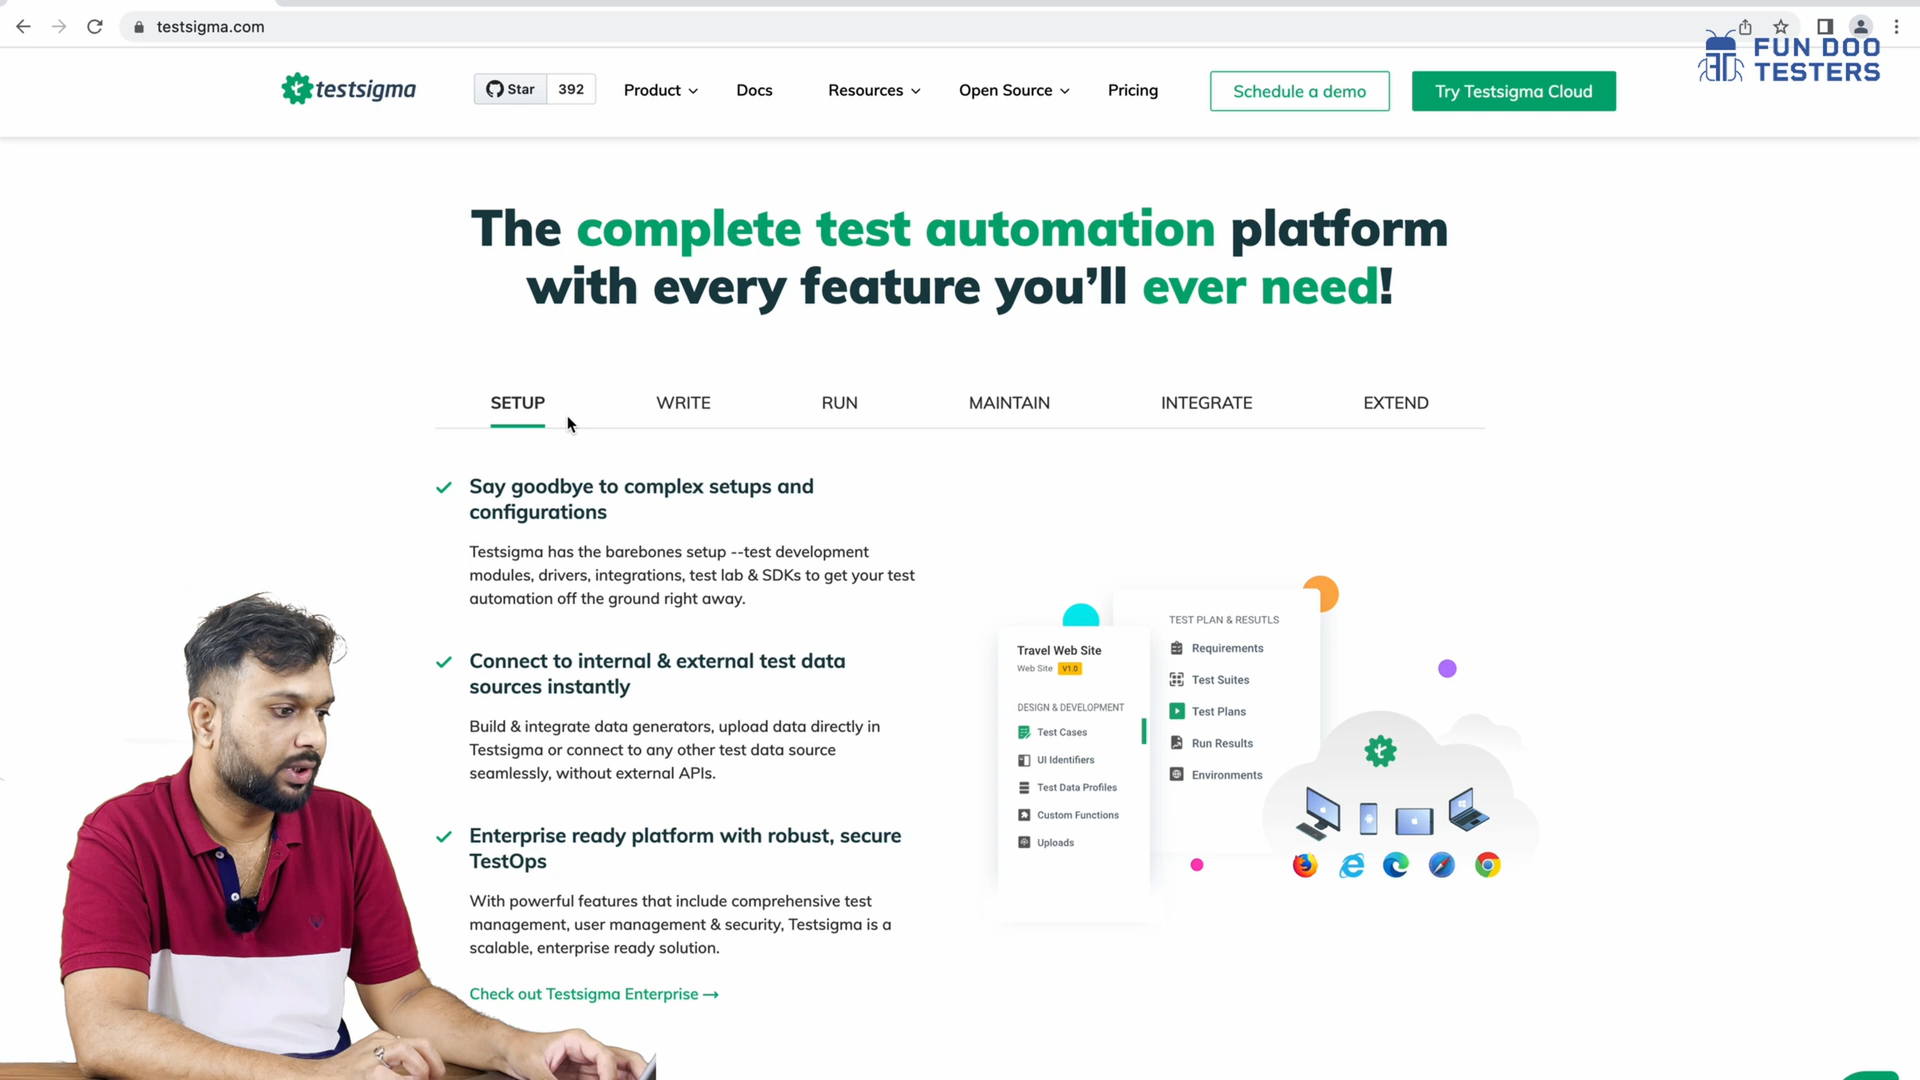 testsigma.com
FUN DOO
TESTERS
testsigma
Star 392
Product
Docs
Resources
Open Source
Pricing
Schedule a demo
Try Testsigma Cloud
The complete test automation platform
with every feature you’ll ever need!
SETUP
WRITE
RUN
MAINTAIN
INTEGRATE
EXTEND
Say goodbye to complex setups and
configurations
Testsigma has the barebones setup --test development
modules, drivers, integrations, test lab & SDKs to get your test
automation off the ground right away.
Connect to internal & external test data
sources instantly
Build & integrate data generators, upload data directly in
Testsigma or connect to any other test data source
seamlessly, without external APIs.
Enterprise ready platform with robust, secure
TestOps
With powerful features that include comprehensive test
management, user management & security, Testsigma is a
scalable, enterprise ready solution.
Check out Testsigma Enterprise →
Travel Web Site
Web Site V1.0
DESIGN & DEVELOPMENT
Test Cases
UI Identifiers
Test Data Profiles
Custom Functions
Uploads
TEST PLAN & RESUTLS
Requirements
Test Suites
Test Plans
Run Results
Environments